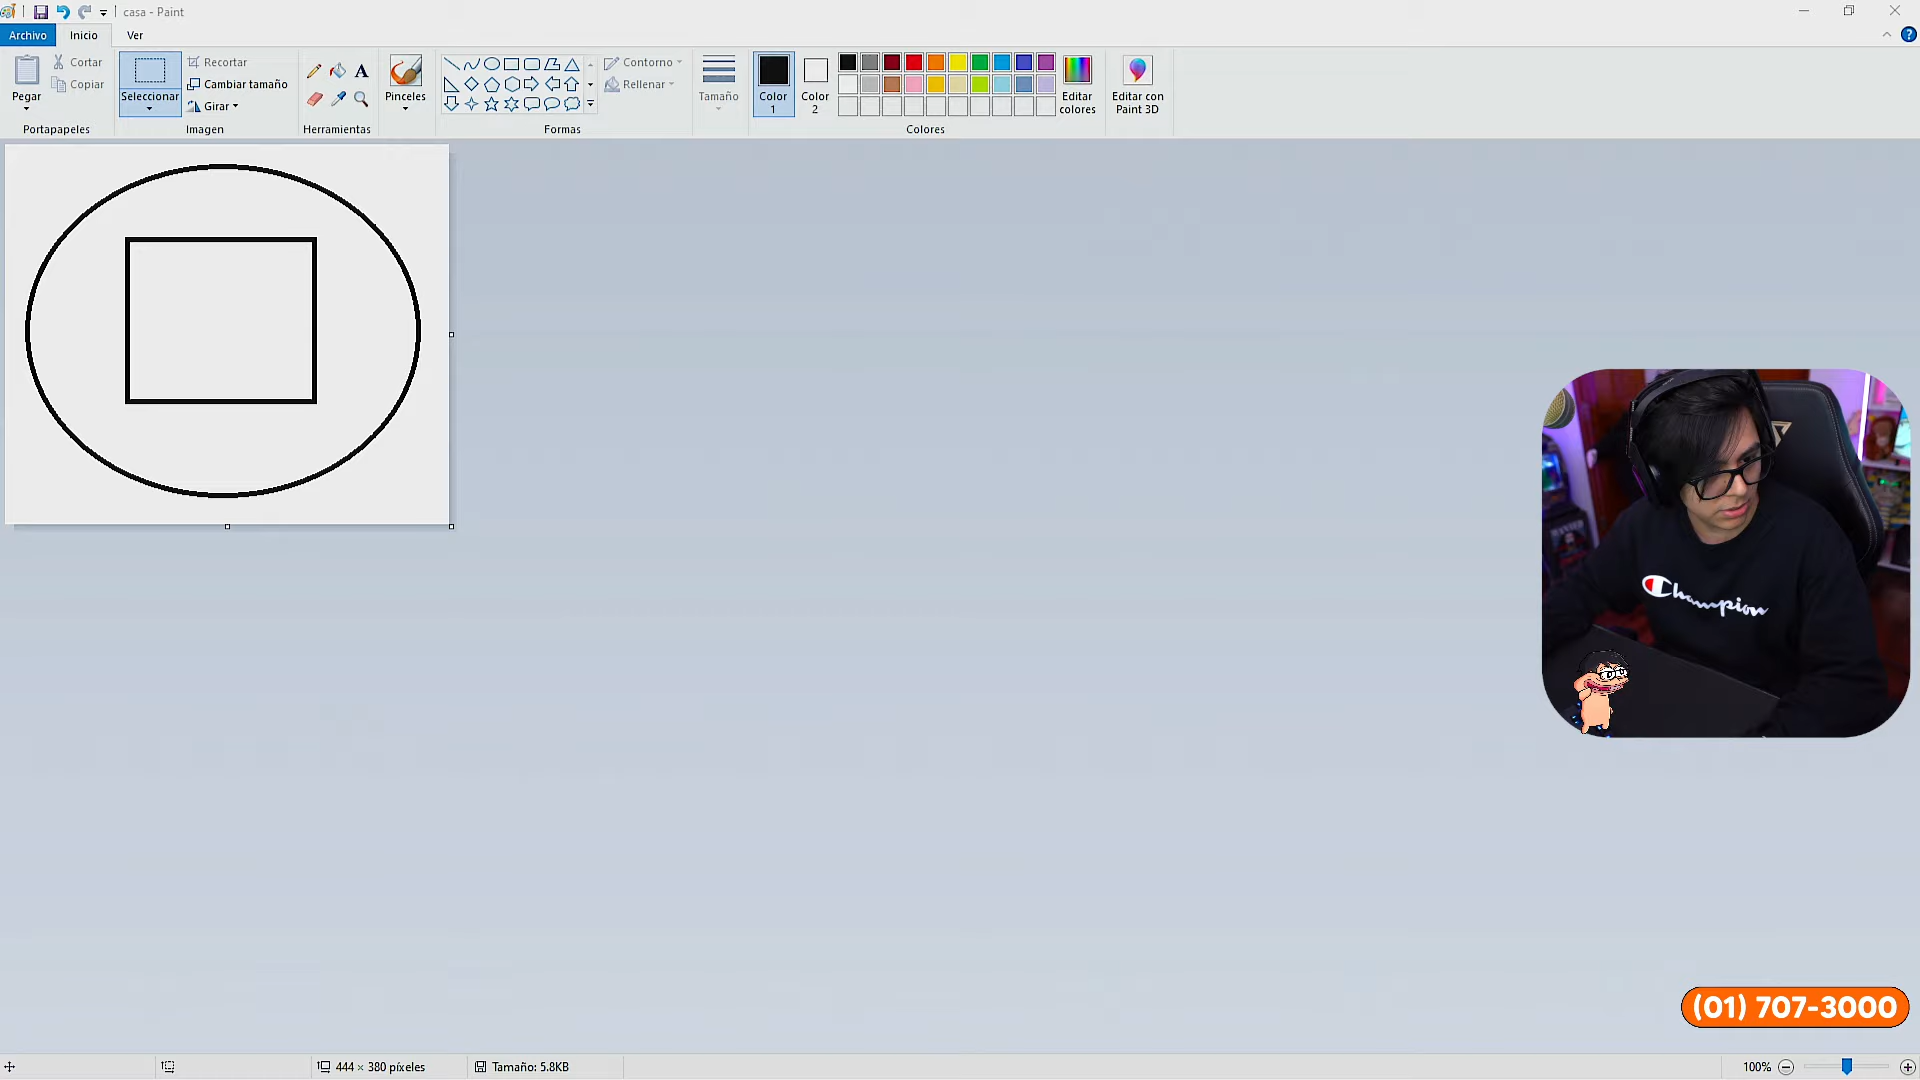 casa - Paint
Archivo
Inicio
Ver
Pegar
Cortar
Copiar
Portapapeles
Seleccionar
Recortar
Cambiar tamaño
Girar
Imagen
A
Herramientas
Pinceles
Contorno
Rellenar
Formas
Tamaño
Color
1
Color
2
Editar
colores
Colores
Editar con
Paint 3D
?
Champion
(01) 707-3000
444 × 380 píxeles
Tamaño: 5.8KB
100%